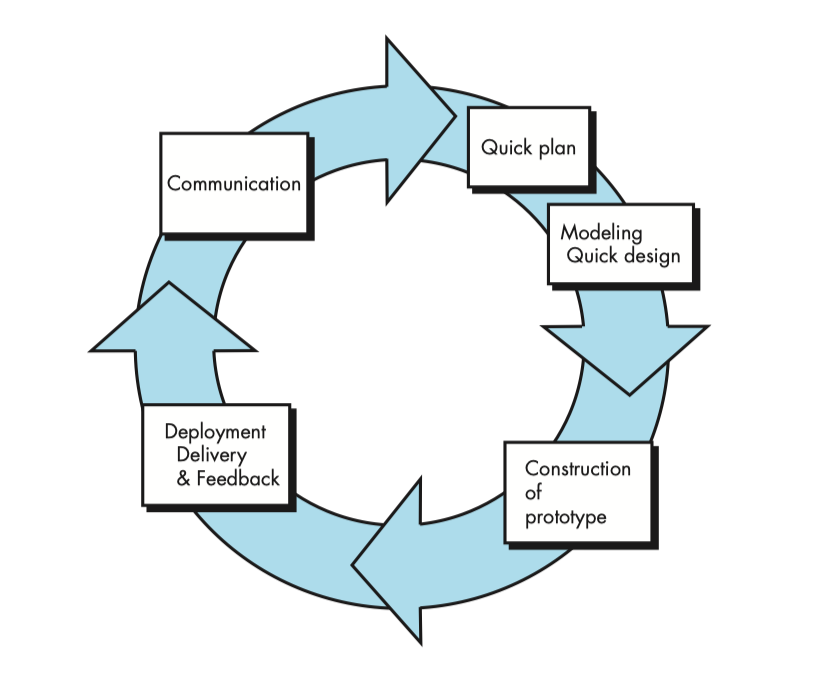 Communication
Quick plan
Modeling
Quick design
Construction
of
prototype
Deployment
Delivery
& Feedback